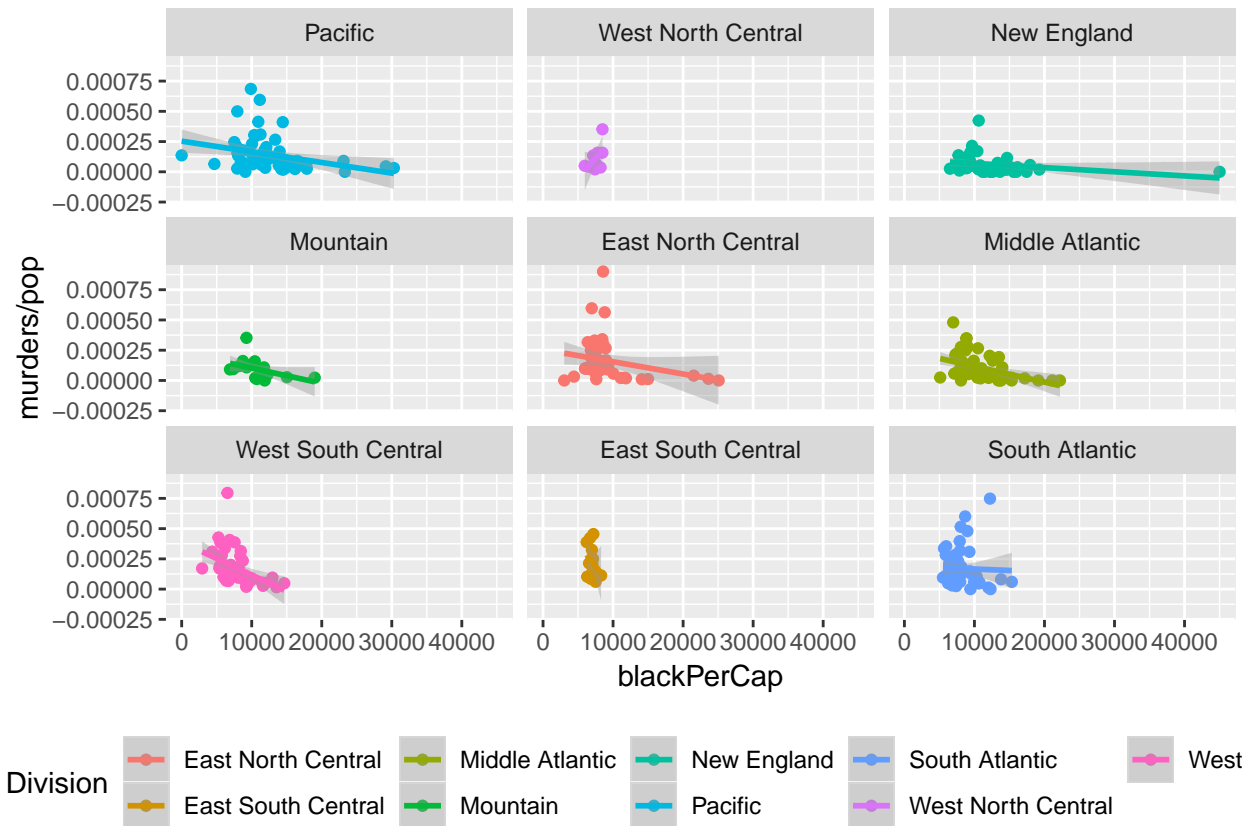 Pacific
West North Central
New England
0.00075
0.00050
0.00025
0.00000
−0.00025
Mountain
East North Central
Middle Atlantic
0.00075
0.00050
0.00025
0.00000
−0.00025
West South Central
East South Central
South Atlantic
0.00075
0.00050
0.00025
0.00000
−0.00025
0 10000 20000 30000 40000
0 10000 20000 30000 40000
0 10000 20000 30000 40000
murders/pop
blackPerCap
Division
East North Central
Middle Atlantic
New England
South Atlantic
West
East South Central
Mountain
Pacific
West North Central